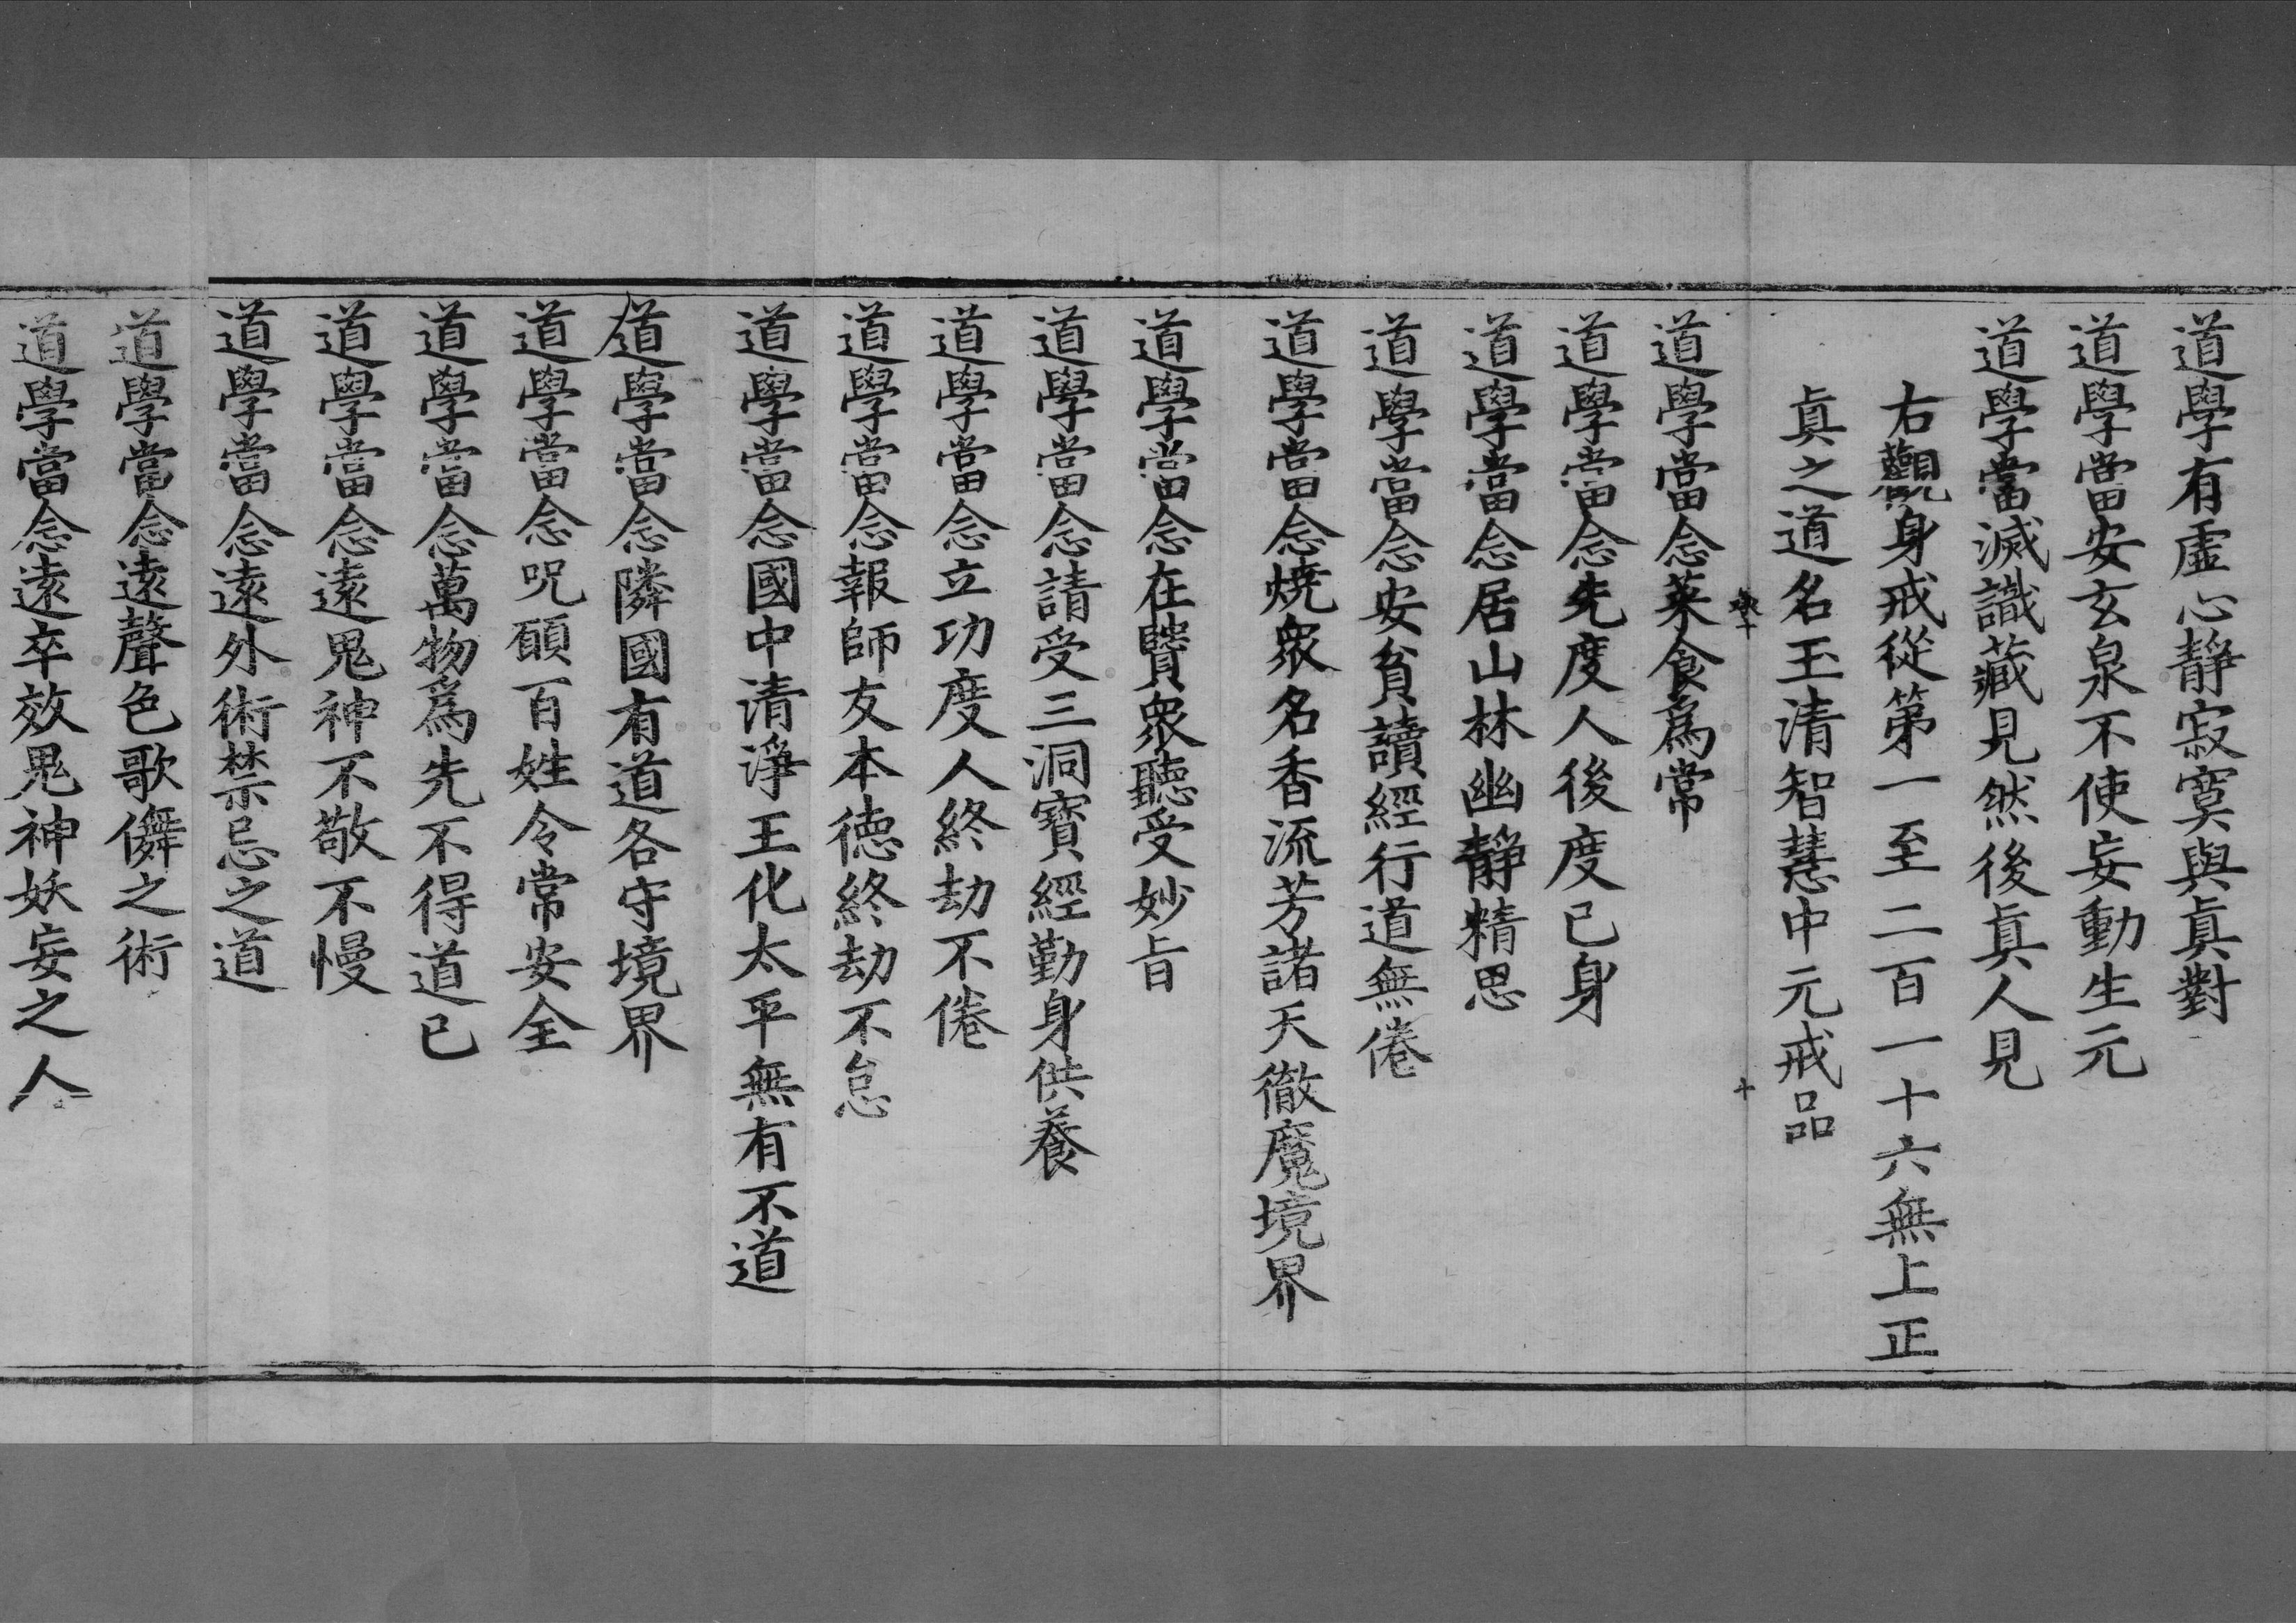 道學有虛心靜寂寞與眞對
道學當安玄泉不使妄動生元
道學當滅識藏見然後眞人見
右觀身戒從第一至二百一十六無上正
眞之道名玉清智慧中元戒品
道學當念菜食爲常
道學當念先度人後度已身
道學當念居山林幽靜精思
道學當念安貧讀經行道無倦
道學當念燒衆名香流芳諸天徹魔境界
道學當念在賢衆聽受妙旨
道學當念請受三洞寶經勤身供養
道學當念立功度人終劫不倦
道學當念報師友本德終劫不怠
道學當念國中清淨王化太平無有不道
道學當念隣國有道各守境界
道學當念呪願百姓令常安全
道學當念萬物爲先不得道已
道學當念遠鬼神不敬不慢
道學當念遠外術禁忌之道
道學當念遠聲色歌儛之術
道學當念遠卒效鬼神妖妄之人